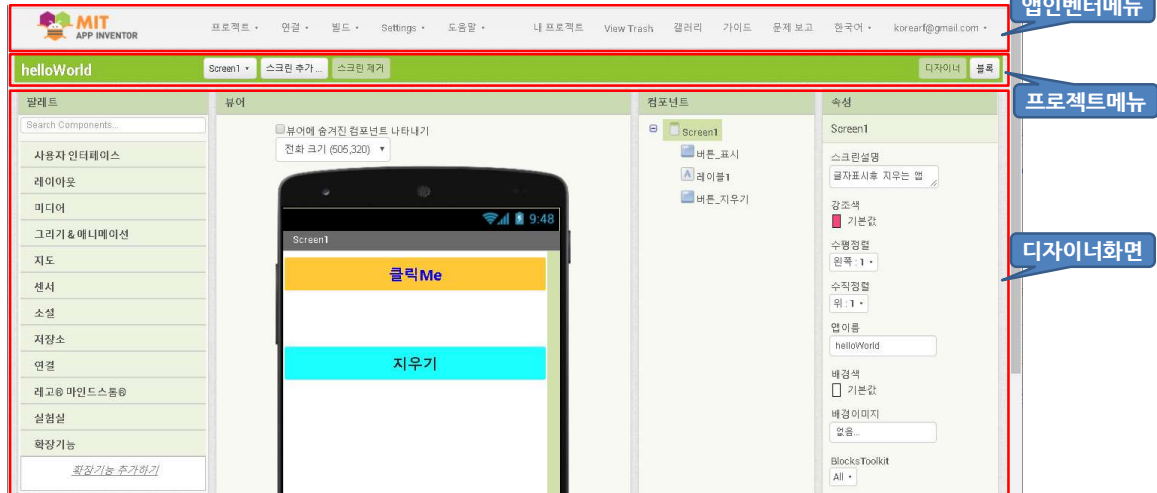 앱인벤터메뉴
MIT
APP INVENTOR
프로젝트 연결 빌드 Settings 도움말 내 프로젝트 View Trash 갤러리 가이드 문제 보고 한국어 korearf@gmail.com
helloWorld Screen1 스크린 추가 ... 스크린 제거 디자이너 블록
프로젝트메뉴
팔레트
Search Components...
사용자 인터페이스
레이아웃
미디어
그리기 & 애니메이션
지도
센서
소셜
저장소
연결
레고® 마인드스톰®
실험실
확장기능
확장기능 추가하기
뷰어
뷰어에 숨겨진 컴포넌트 나타내기
전화 크기 (505,320)
9:48
Screen1
클릭Me
지우기
컴포넌트
Screen1
버튼_표시
A 레이블1
버튼_지우기
속성
Screen1
스크린설명
글자표시후 지우는 앱
강조색
기본값
수평정렬
왼쪽 : 1
수직정렬
위 : 1
앱이름
helloWorld
배경색
기본값
배경이미지
없음...
BlocksToolkit
All
디자이너화면